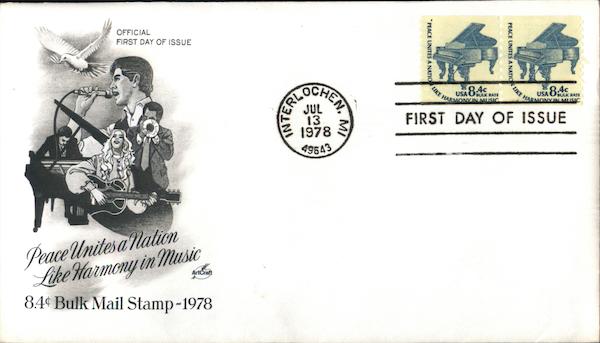 OFFICIAL
FIRST DAY OF ISSUE
Peace Unites a Nation
Like Harmony in Music
ArtCraft
8.4¢ Bulk Mail Stamp-1978
INTERLOCHEN, MI
JUL
13
1978
49643
"PEACE UNITES A NATION LIKE HARMONY IN MUSIC
USA 8.4c
BULK RATE
PEACE UNITES A NATION LIKE HARMONY IN MUSIC
USA 8.4c
BULK RATE
FIRST DAY OF ISSUE